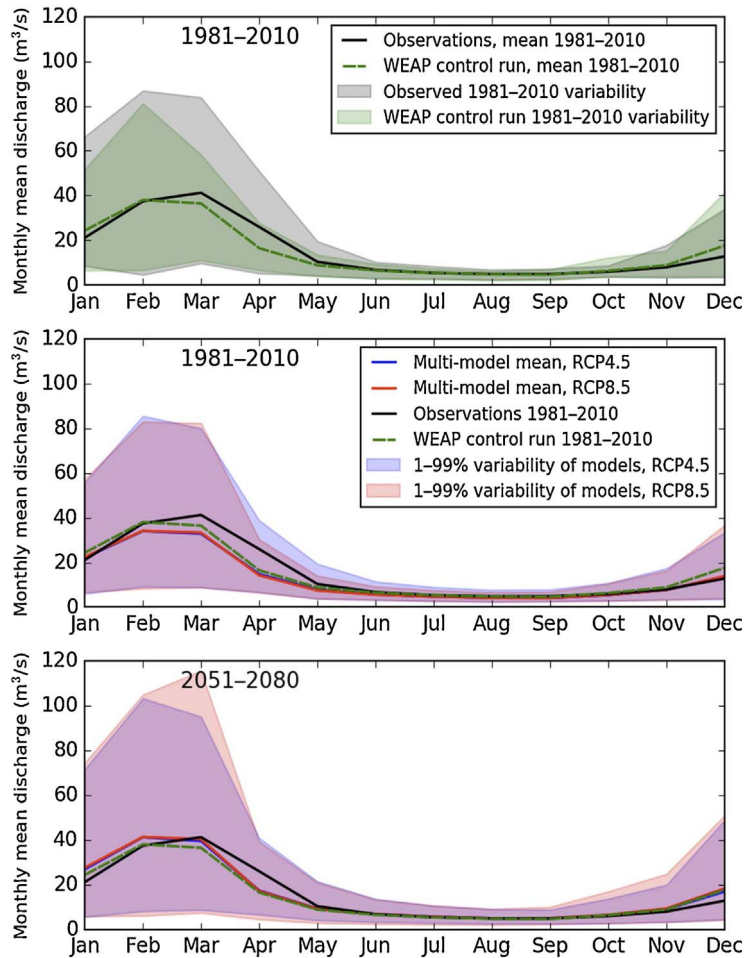 120
100
80
60
40
20
0
Monthly mean discharge (m³/s)
1981–2010
Observations, mean 1981–2010
WEAP control run, mean 1981–2010
Observed 1981–2010 variability
WEAP control run 1981–2010 variability
Jan Feb Mar Apr May Jun Jul Aug Sep Oct Nov Dec
120
100
80
60
40
20
0
Monthly mean discharge (m³/s)
1981–2010
Multi-model mean, RCP4.5
Multi-model mean, RCP8.5
Observations 1981–2010
WEAP control run 1981–2010
1–99% variability of models, RCP4.5
1–99% variability of models, RCP8.5
Jan Feb Mar Apr May Jun Jul Aug Sep Oct Nov Dec
120
100
80
60
40
20
0
Monthly mean discharge (m³/s)
2051–2080
Jan Feb Mar Apr May Jun Jul Aug Sep Oct Nov Dec